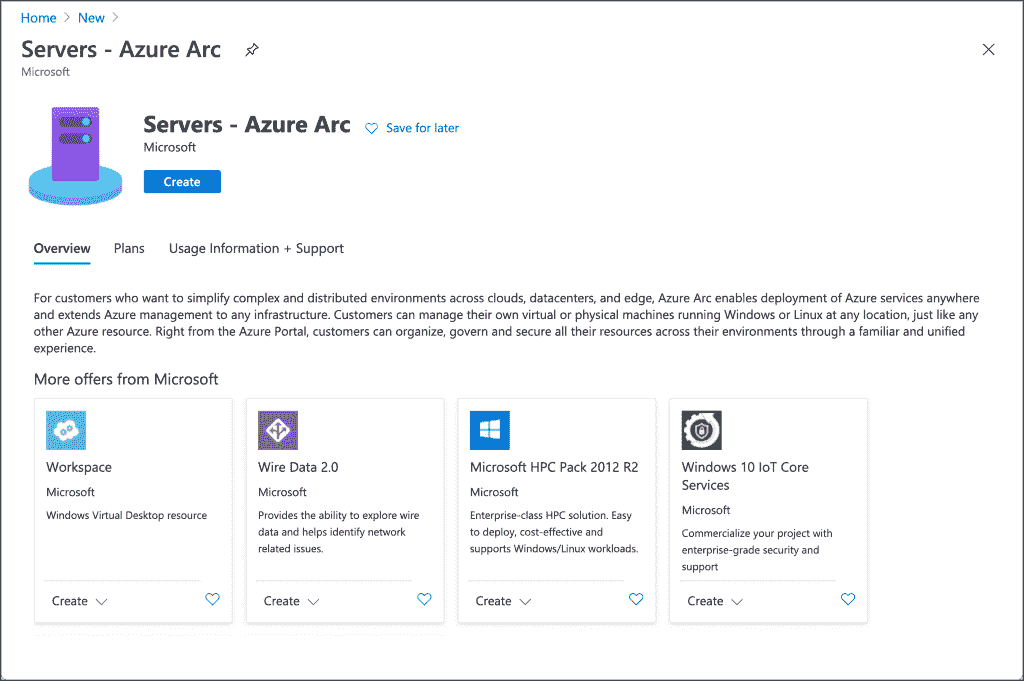 Home > New >
Servers - Azure Arc
Microsoft
Servers - Azure Arc
Save for later
Microsoft
Create
Overview Plans Usage Information + Support
For customers who want to simplify complex and distributed environments across clouds, datacenters, and edge, Azure Arc enables deployment of Azure services anywhere
and extends Azure management to any infrastructure. Customers can manage their own virtual or physical machines running Windows or Linux at any location, just like any
other Azure resource. Right from the Azure Portal, customers can organize, govern and secure all their resources across their environments through a familiar and unified
experience.
More offers from Microsoft
Workspace
Microsoft
Windows Virtual Desktop resource
Create
Wire Data 2.0
Microsoft
Provides the ability to explore wire
data and helps identify network
related issues.
Create
Microsoft HPC Pack 2012 R2
Microsoft
Enterprise-class HPC solution. Easy
to deploy, cost-effective and
supports Windows/Linux workloads.
Create
Windows 10 IoT Core
Services
Microsoft
Commercialize your project with
enterprise-grade security and
support
Create